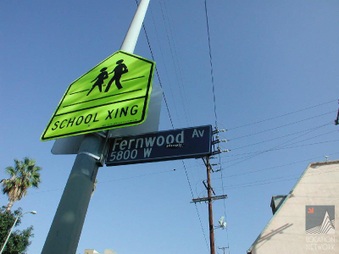 SCHOOL XING
Fernwood AV
5800 W